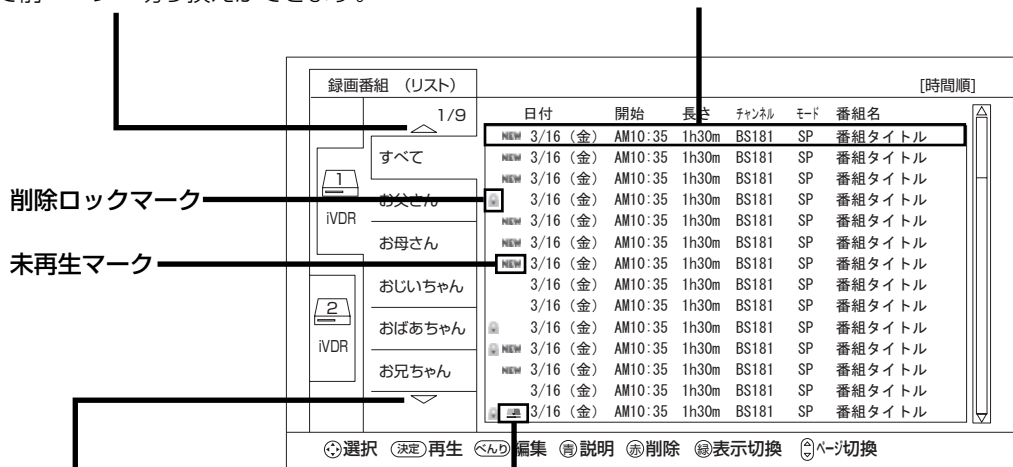 録画番組 (リスト)
[時間順]
1/9
日付 開始 長さ チャンネル モード 番組名
NEW 3/16 (金) AM10:35 1h30m BS181 SP 番組タイトル
すべて
NEW 3/16 (金) AM10:35 1h30m BS181 SP 番組タイトル
1
iVDR
NEW 3/16 (金) AM10:35 1h30m BS181 SP 番組タイトル
削除ロックマーク
お父さん
3/16 (金) AM10:35 1h30m BS181 SP 番組タイトル
NEW 3/16 (金) AM10:35 1h30m BS181 SP 番組タイトル
お母さん
NEW 3/16 (金) AM10:35 1h30m BS181 SP 番組タイトル
未再生マーク
NEW 3/16 (金) AM10:35 1h30m BS181 SP 番組タイトル
おじいちゃん
3/16 (金) AM10:35 1h30m BS181 SP 番組タイトル
2
iVDR
3/16 (金) AM10:35 1h30m BS181 SP 番組タイトル
おばあちゃん
3/16 (金) AM10:35 1h30m BS181 SP 番組タイトル
NEW 3/16 (金) AM10:35 1h30m BS181 SP 番組タイトル
お兄ちゃん
NEW 3/16 (金) AM10:35 1h30m BS181 SP 番組タイトル
3/16 (金) AM10:35 1h30m BS181 SP 番組タイトル
3/16 (金) AM10:35 1h30m BS181 SP 番組タイトル
選択 決定 再生 べんり 編集 青 説明 赤 削除 緑 表示切換 ページ切換